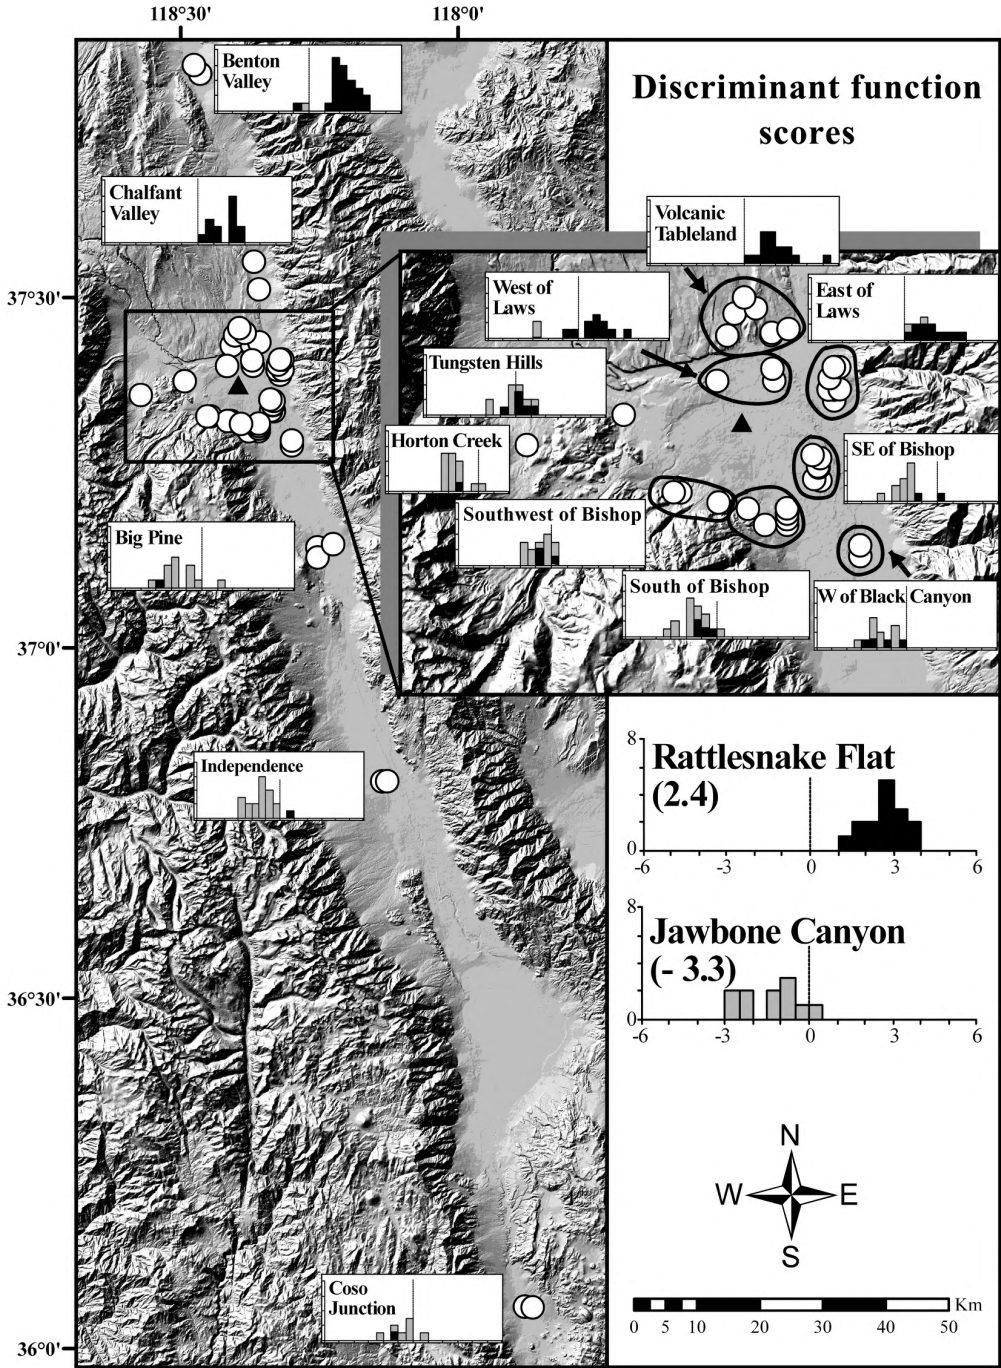 118°30'
118°0'
Benton
Valley
Discriminant function
scores
Chalfant
Valley
Volcanic
Tableland
37°30'
West of
Laws
East of
Laws
Tungsten Hills
Horton Creek
SE of Bishop
Southwest of Bishop
Big Pine
South of Bishop
W of Black Canyon
37°0'
8
Rattlesnake Flat
(2.4)
0
-6 -3 0 3 6
Independence
8
Jawbone Canyon
(- 3.3)
0
-6 -3 0 3 6
36°30'
N
W E
S
Coso
Junction
Km
0 5 10 20 30 40 50
36°0'